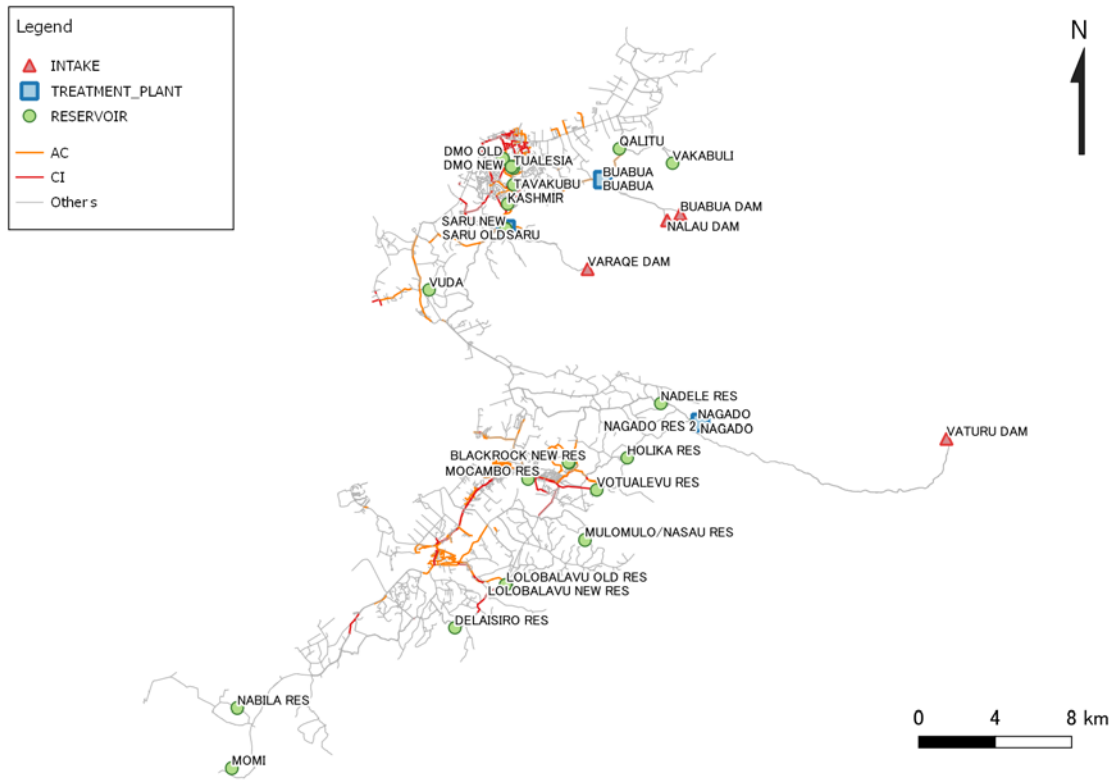 Legend
INTAKE
TREATMENT_PLANT
RESERVOIR
AC
CI
Others
N
QALITU
DMO OLD
TUALESIA
VAKABULI
DMO NEW
BUABUA
BUABUA
TAVAKUBU
KASHMIR
BUABUA DAM
SARU NEW
NALAU DAM
SARU OLDSARU
VARAQE DAM
VUDA
NADELE RES
NAGADO
NAGADO RES 2
NAGADO
VATURU DAM
BLACKROCK NEW RES
HOLIKA RES
MOCAMBO RES
VOTUALEVU RES
MULOMULO/NASAU RES
LOLOBALAVU OLD RES
LOLOBALAVU NEW RES
DELAISIRO RES
NABILA RES
0 4 8 km
MOMI